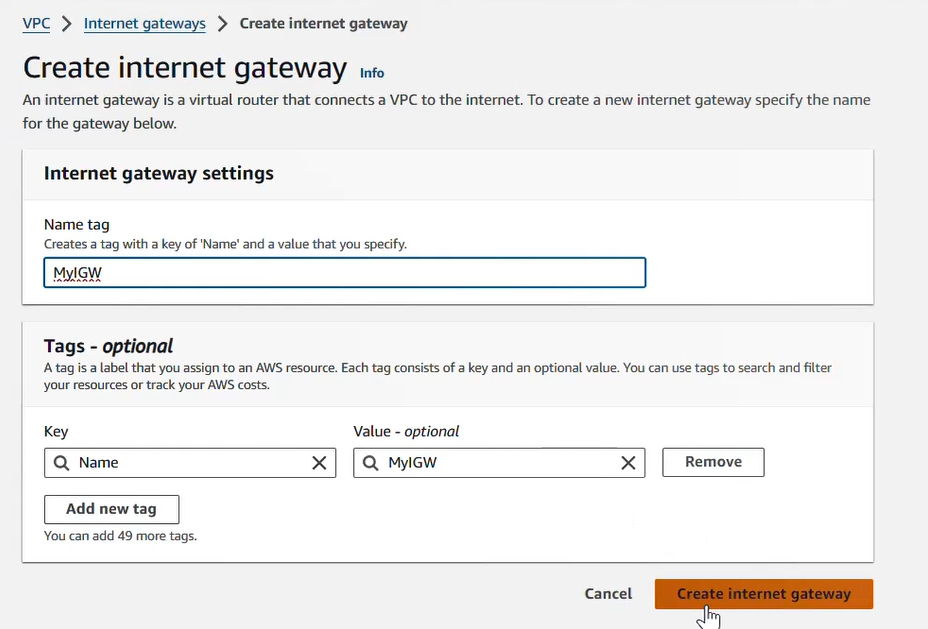 VPC > Internet gateways > Create internet gateway
Create internet gateway Info
An internet gateway is a virtual router that connects a VPC to the internet. To create a new internet gateway specify the name
for the gateway below.
Internet gateway settings
Name tag
Creates a tag with a key of 'Name' and a value that you specify.
MyIGW
Tags - optional
A tag is a label that you assign to an AWS resource. Each tag consists of a key and an optional value. You can use tags to search and filter
your resources or track your AWS costs.
Key Value - optional
Name MyIGW Remove
Add new tag
You can add 49 more tags.
Cancel Create internet gateway